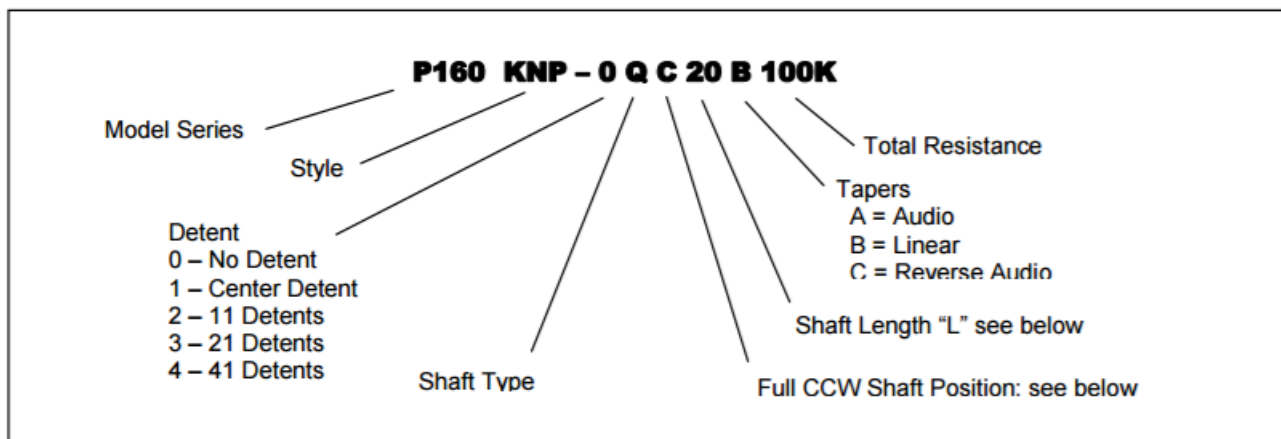 P160 KNP – 0 Q C 20 B 100K
Model Series
Total Resistance
Style
Tapers
A = Audio
B = Linear
C = Reverse Audio
Detent
0 – No Detent
1 – Center Detent
2 – 11 Detents
3 – 21 Detents
4 – 41 Detents
Shaft Length “L” see below
Shaft Type
Full CCW Shaft Position: see below